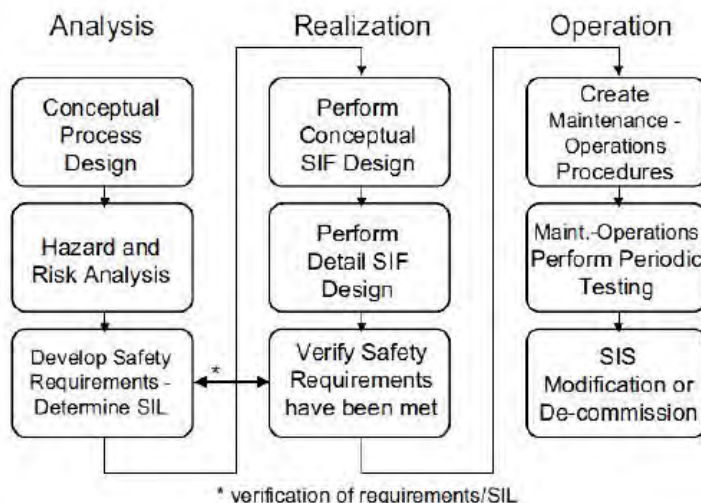 Analysis
Realization
Operation
Conceptual
Process
Design
Hazard and
Risk Analysis
Develop Safety
Requirements -
Determine SIL
*
Perform
Conceptual
SIF Design
Perform
Detail SIF
Design
Verify Safety
Requirements
have been met
Create
Maintenance -
Operations
Procedures
Maint.-Operations
Perform Periodic
Testing
SIS
Modification or
De-commission
* verification of requirements/SIL